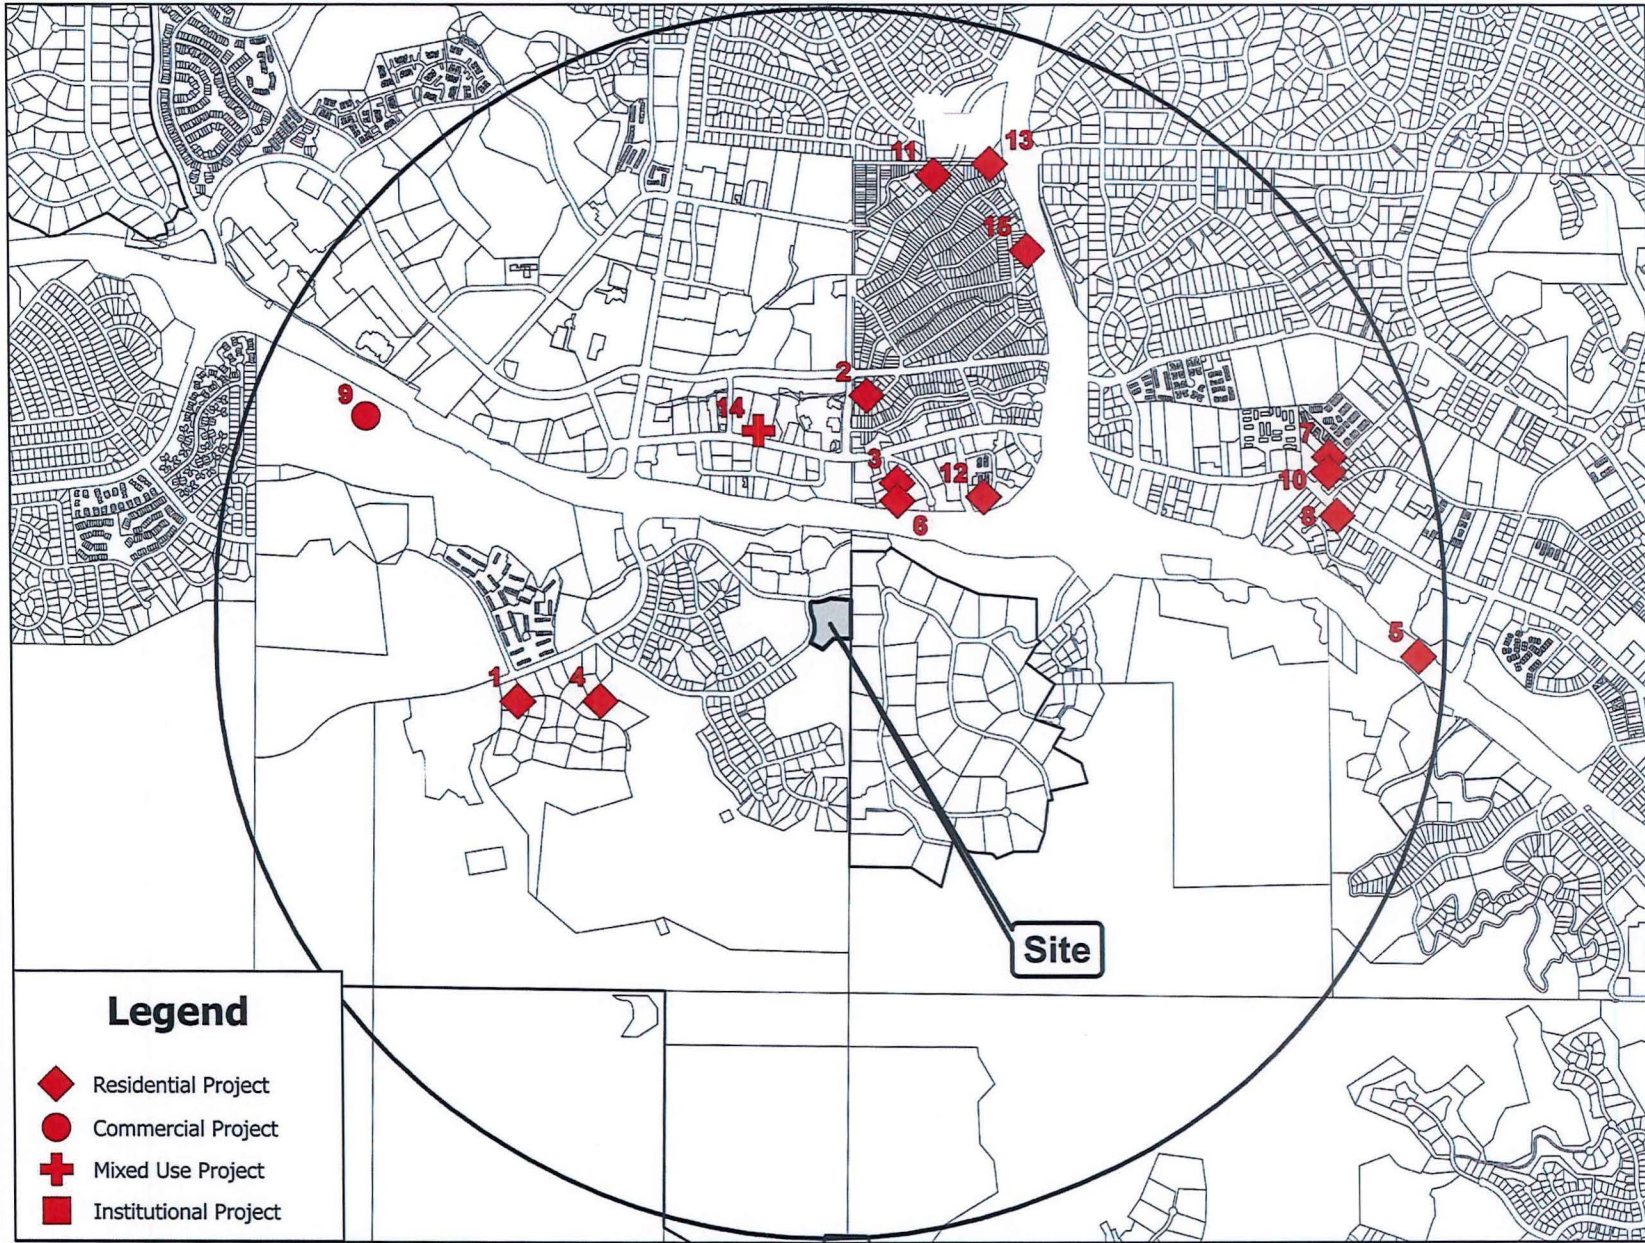 11
13
15
2
9
14
3
12
7
10
6
8
5
1
4
Site
Legend
Residential Project
Commercial Project
Mixed Use Project
Institutional Project